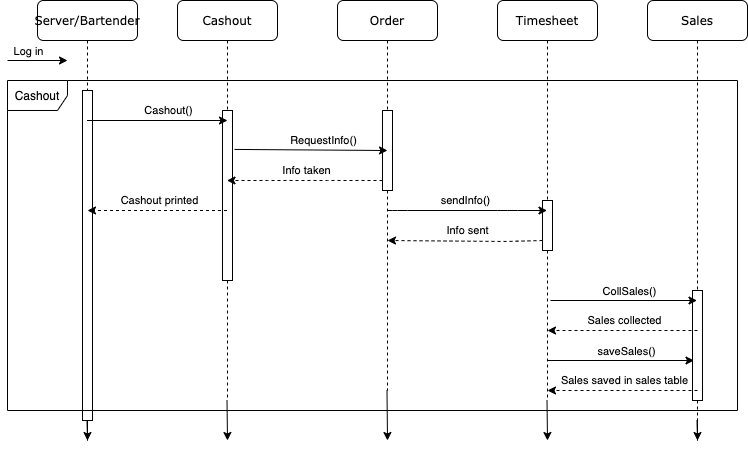 Server/Bartender
Cashout
Order
Timesheet
Sales
Log in
Cashout
Cashout()
RequestInfo()
Info taken
Cashout printed
sendInfo()
Info sent
CollSales()
Sales collected
saveSales()
Sales saved in sales table